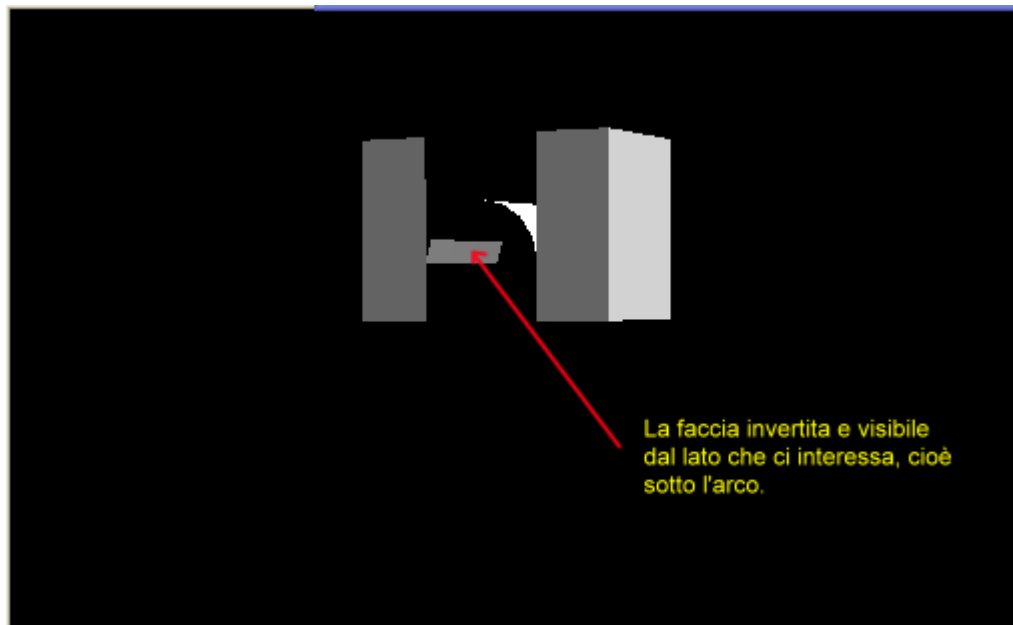 La faccia invertita e visibile
dal lato che ci interessa, cioè
sotto l'arco.